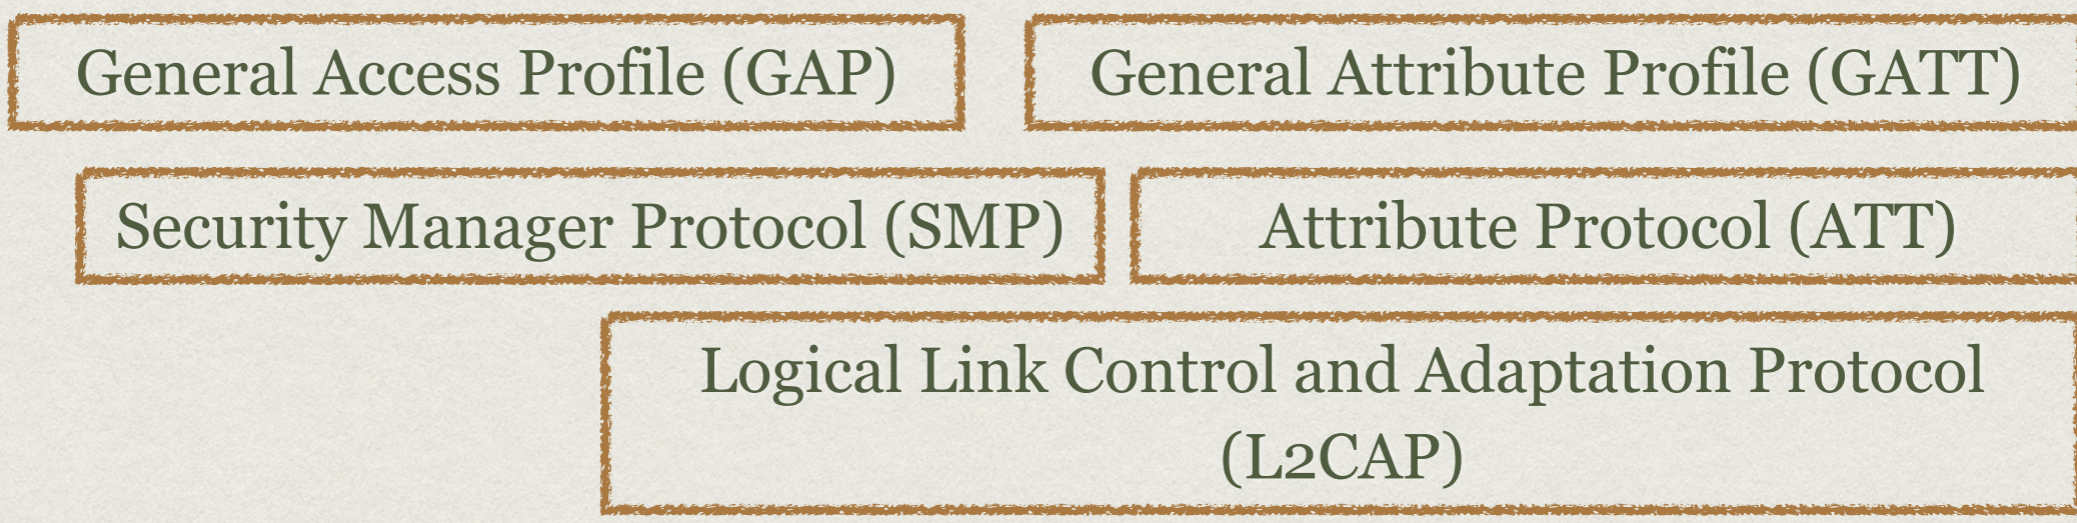 General Access Profile (GAP)
General Attribute Profile (GATT)
Security Manager Protocol (SMP)
Attribute Protocol (ATT)
Logical Link Control and Adaptation Protocol
(L2CAP)